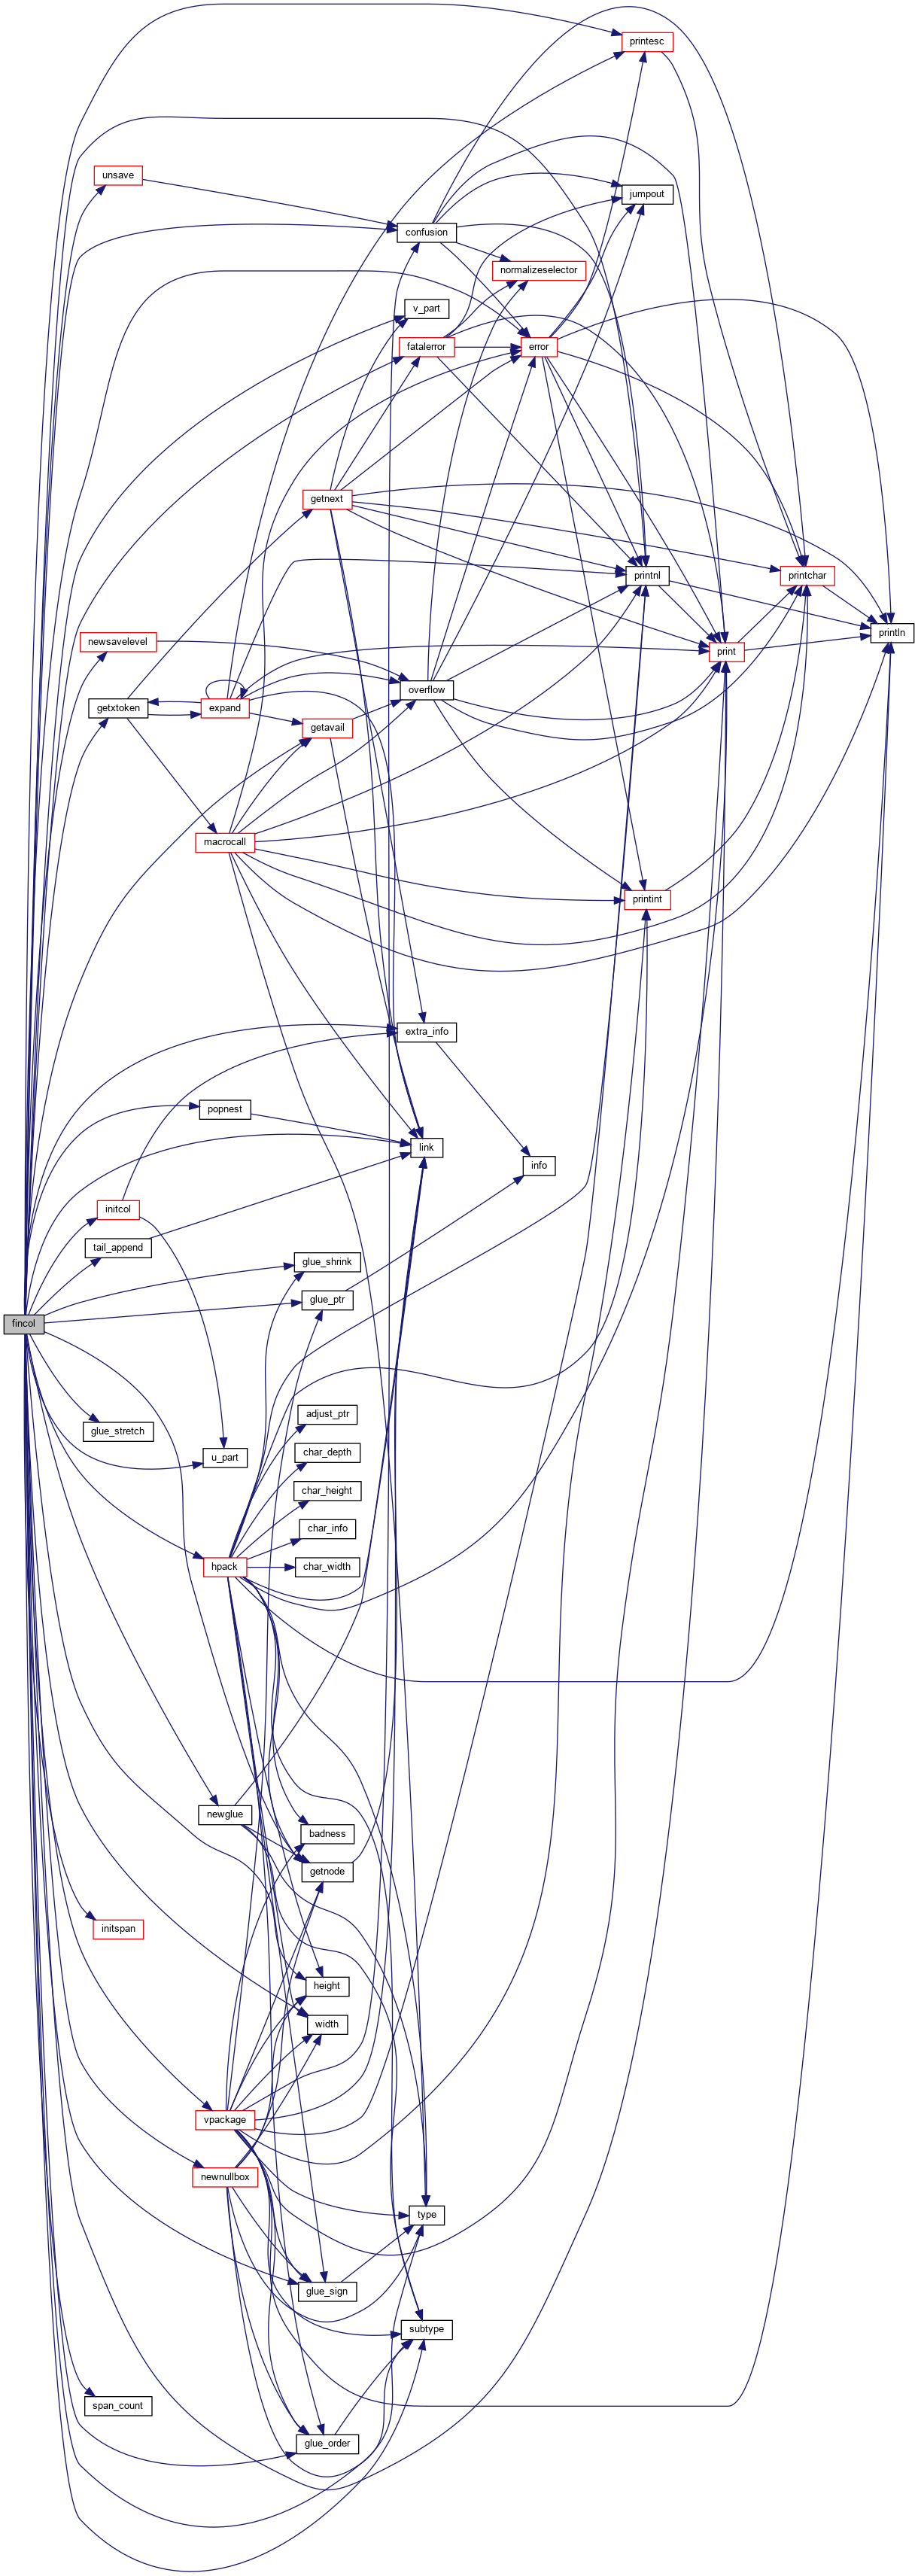 printesc
unsave
jumpout
confusion
normalizeselector
v_part
fatalerror
error
getnext
printnl
printchar
println
newsavelevel
print
overflow
getxtoken
expand
getavail
macrocall
printint
extra_info
popnest
link
info
initcol
tail_append
glue_shrink
glue_ptr
fincol
adjust_ptr
glue_stretch
u_part
char_depth
char_height
char_info
hpack
char_width
newglue
badness
getnode
initspan
height
width
vpackage
newnullbox
type
glue_sign
subtype
span_count
glue_order